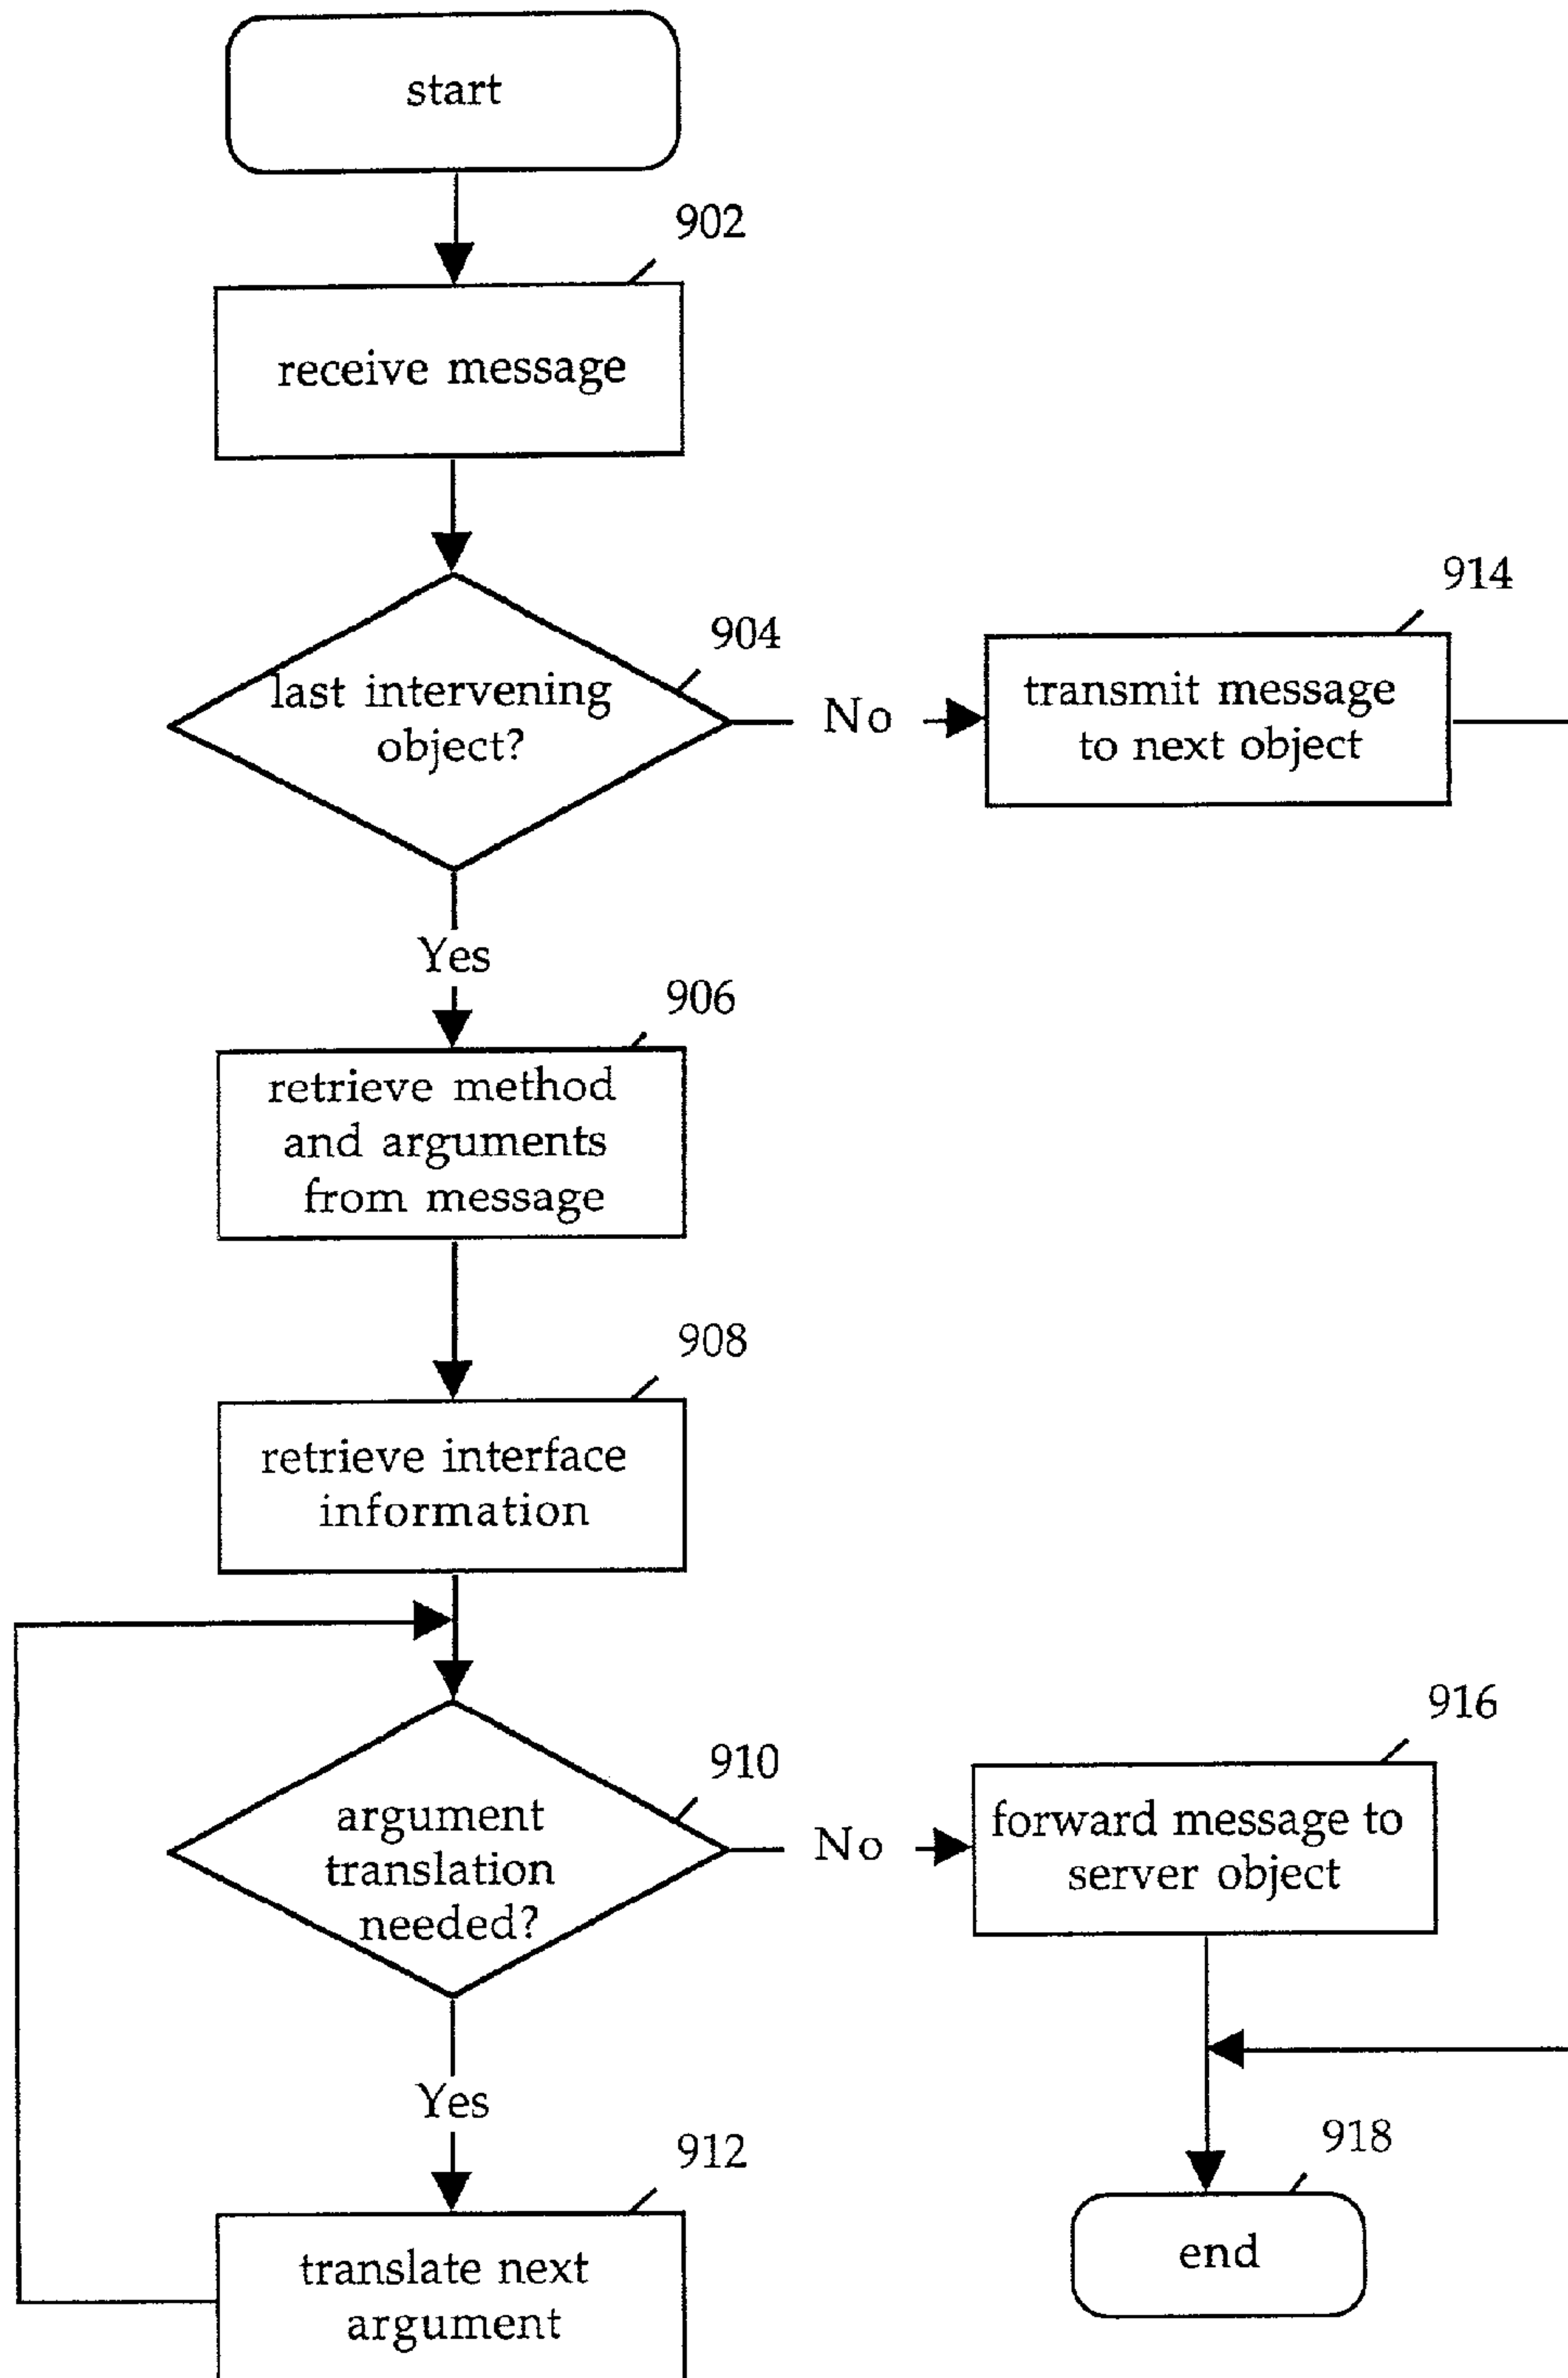 start
902
receive message
904
last intervening
object?
No
914
transmit message
to next object
Yes
906
retrieve method
and arguments
from message
908
retrieve interface
information
910
argument
translation
needed?
No
916
forward message to
server object
Yes
912
translate next
argument
918
end